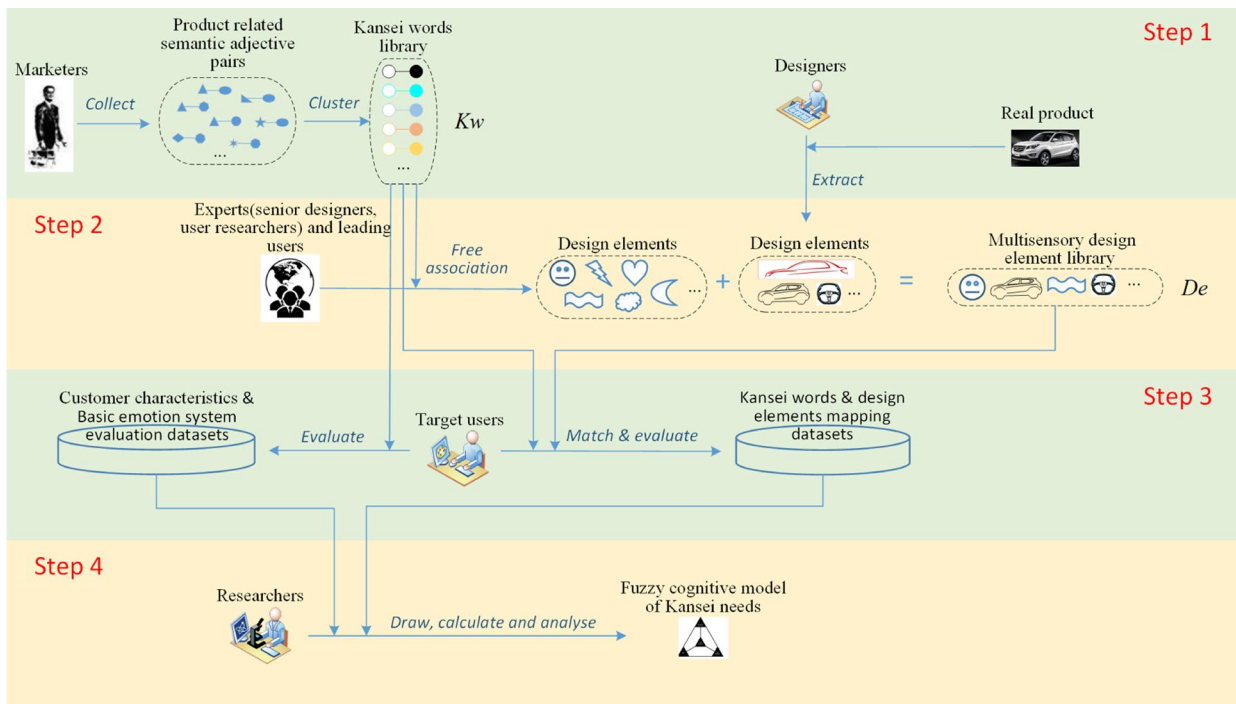 Step 1
Marketers
Product related
semantic adjective
pairs
Kansei words
library
Designers
Real product
Collect
Cluster
Kw
...
...
Extract
Step 2
Experts(senior designers,
user researchers) and leading
users
Free
association
Design elements
...
+
Design elements
...
=
Multisensory design
element library
...
De
Step 3
Customer characteristics &
Basic emotion system
evaluation datasets
Evaluate
Target users
Match & evaluate
Kansei words & design
elements mapping
datasets
Step 4
Researchers
Draw, calculate and analyse
Fuzzy cognitive model
of Kansei needs